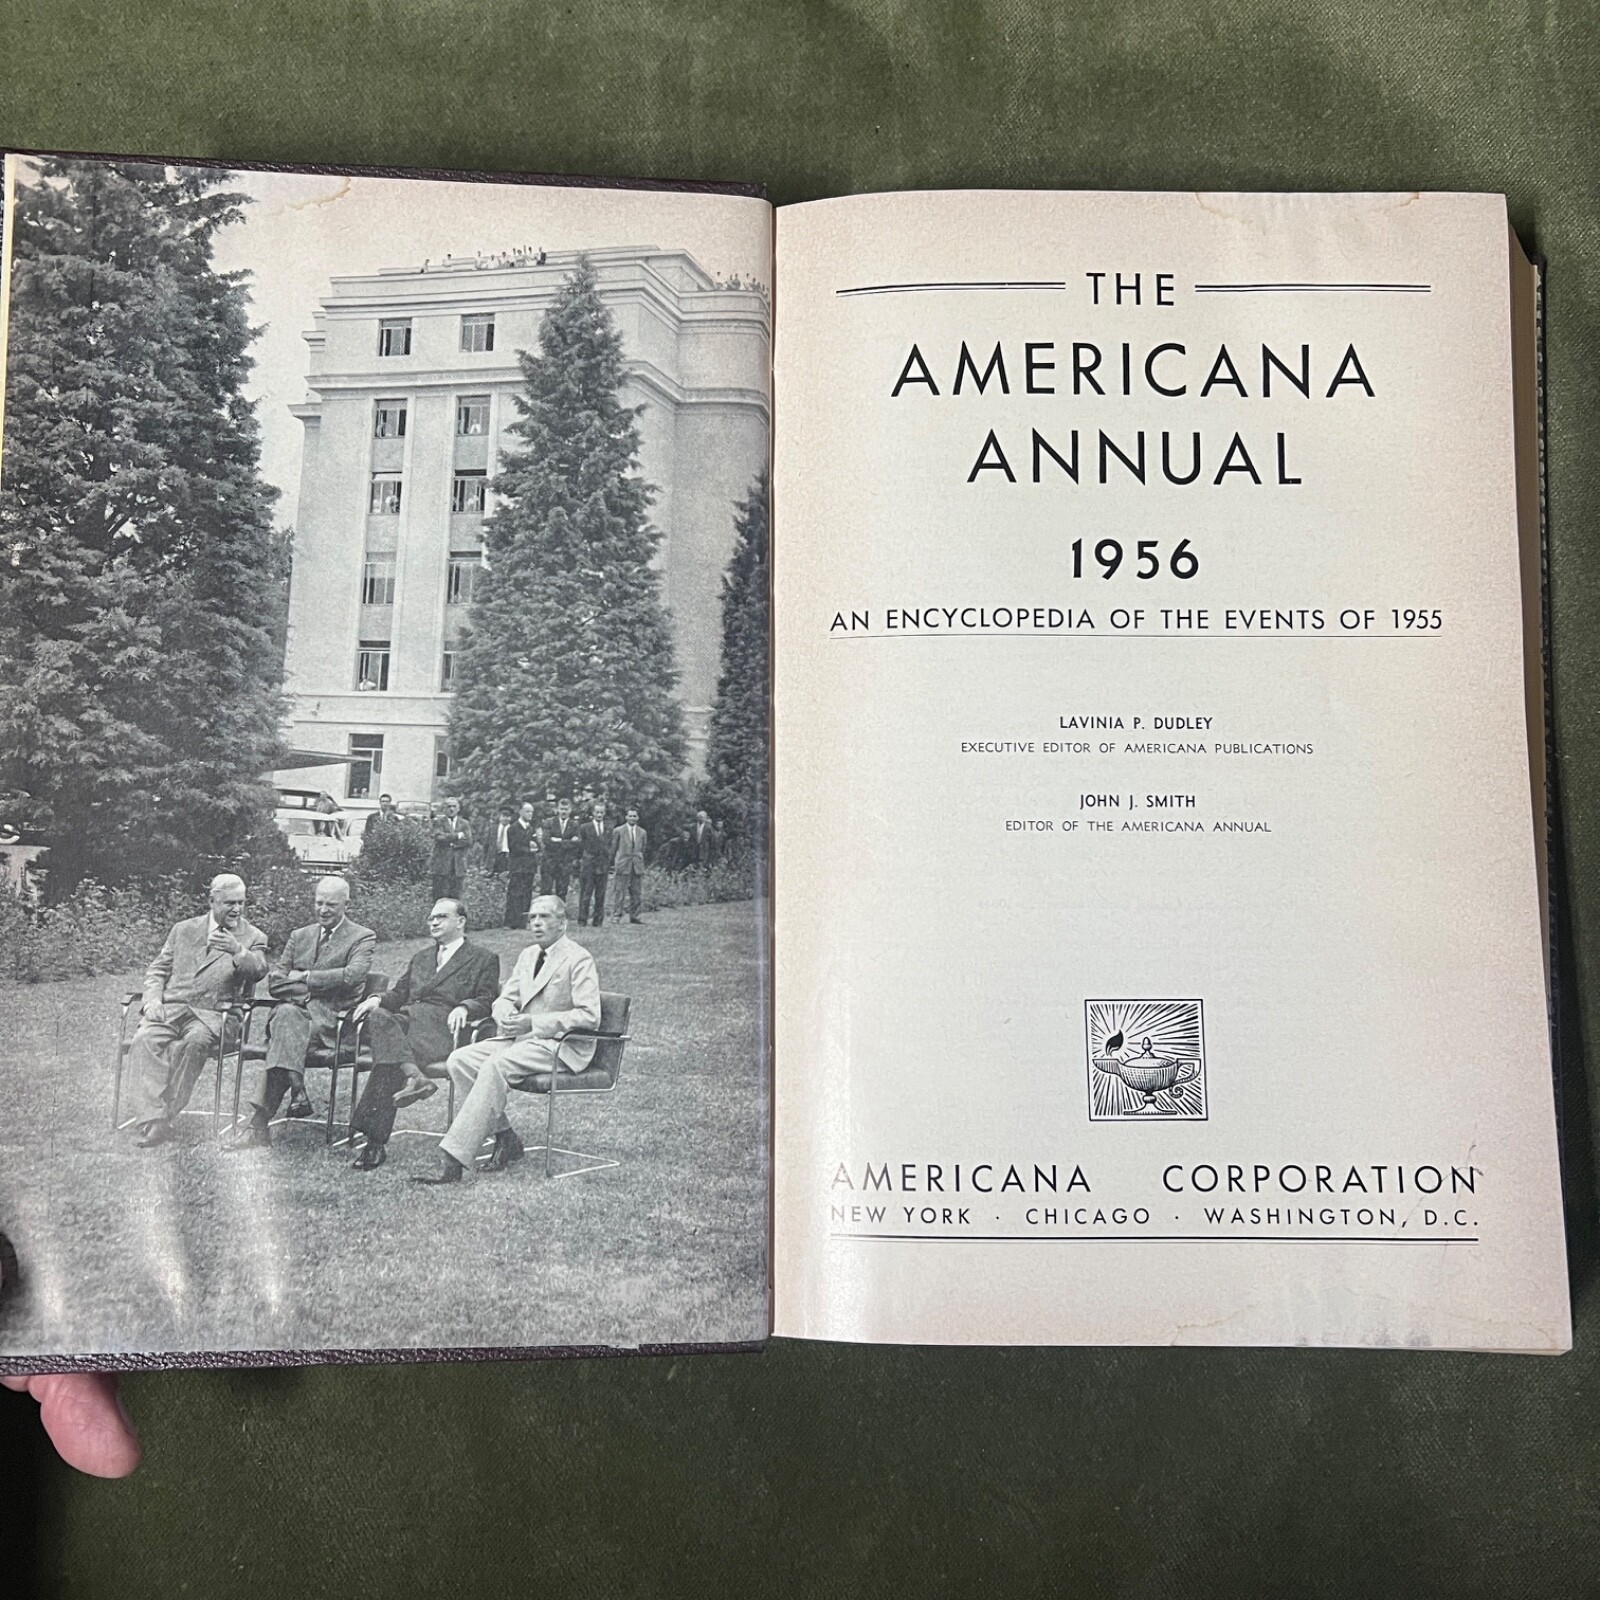 THE
AMERICANA
ANNUAL
1956
AN ENCYCLOPEDIA OF THE EVENTS OF 1955
LAVINIA P. DUDLEY
EXECUTIVE EDITOR OF AMERICANA PUBLICATIONS
JOHN J. SMITH
EDITOR OF THE AMERICANA ANNUAL
AMERICANA CORPORATION
NEW YORK · CHICAGO · WASHINGTON, D.C.